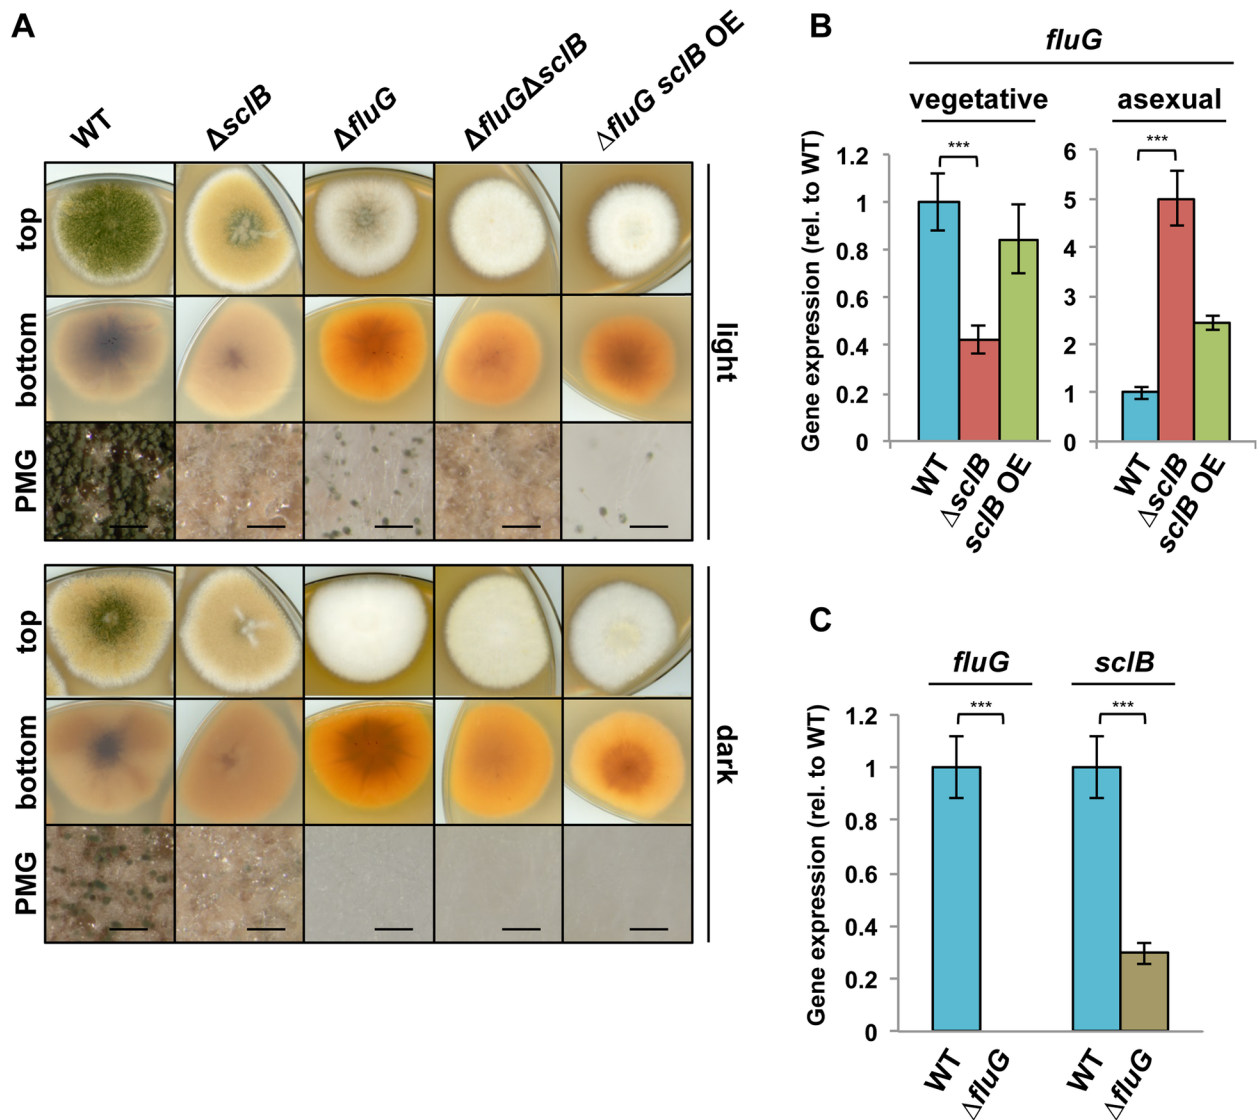 A
WT
ΔsclB
ΔfluG
ΔfluGΔsclB
ΔfluG sclB OE
top
bottom
PMG
light
top
bottom
PMG
dark
B
fluG
vegetative
asexual
Gene expression (rel. to WT)
***
***
1.2
1
0.8
0.6
0.4
0.2
0
6
5
4
3
2
1
0
WT
ΔsclB
sclB OE
WT
ΔsclB
sclB OE
C
fluG
sclB
Gene expression (rel. to WT)
***
***
1.2
1
0.8
0.6
0.4
0.2
0
WT
ΔfluG
WT
ΔfluG